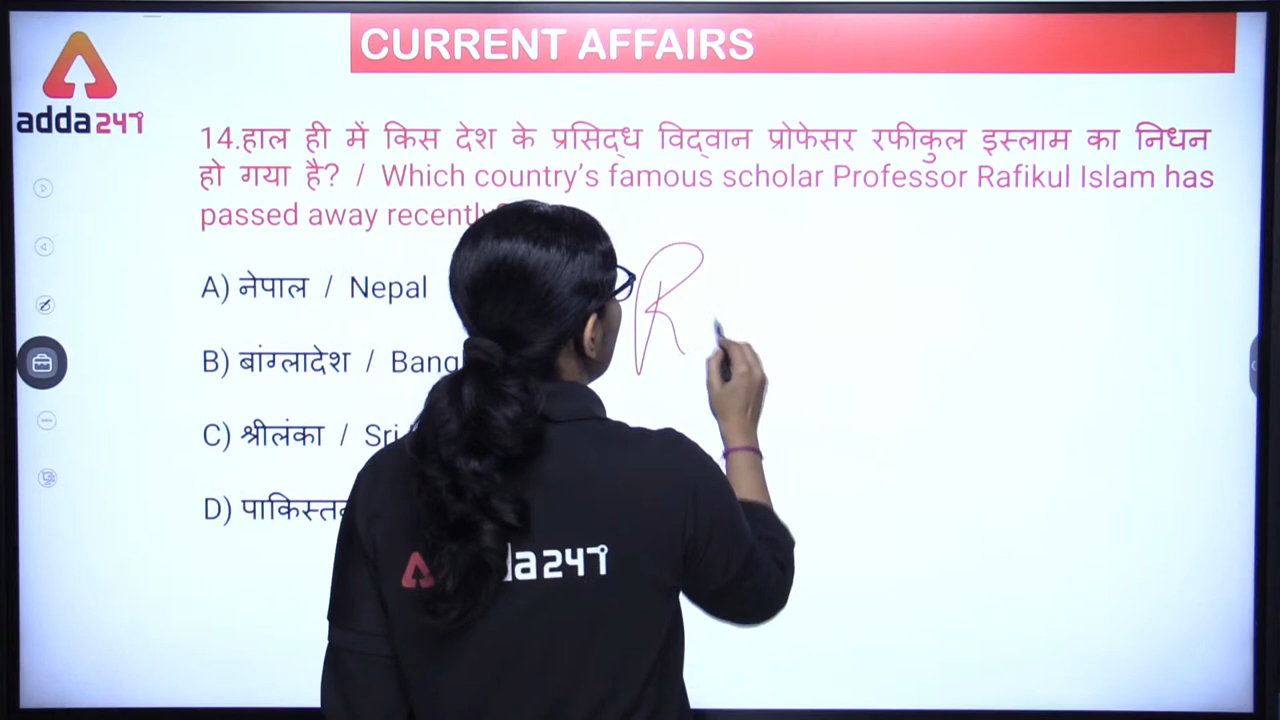 CURRENT AFFAIRS
adda247
14.हाल ही में किस देश के प्रसिद्ध विद्वान प्रोफेसर रफीकुल इस्लाम का निधन
हो गया है? / Which country's famous scholar Professor Rafikul Islam has
passed away recently?
A) नेपाल / Nepal
R
B) बांग्लादेश / Bang
C) श्रीलंका / Sri
D)
da247